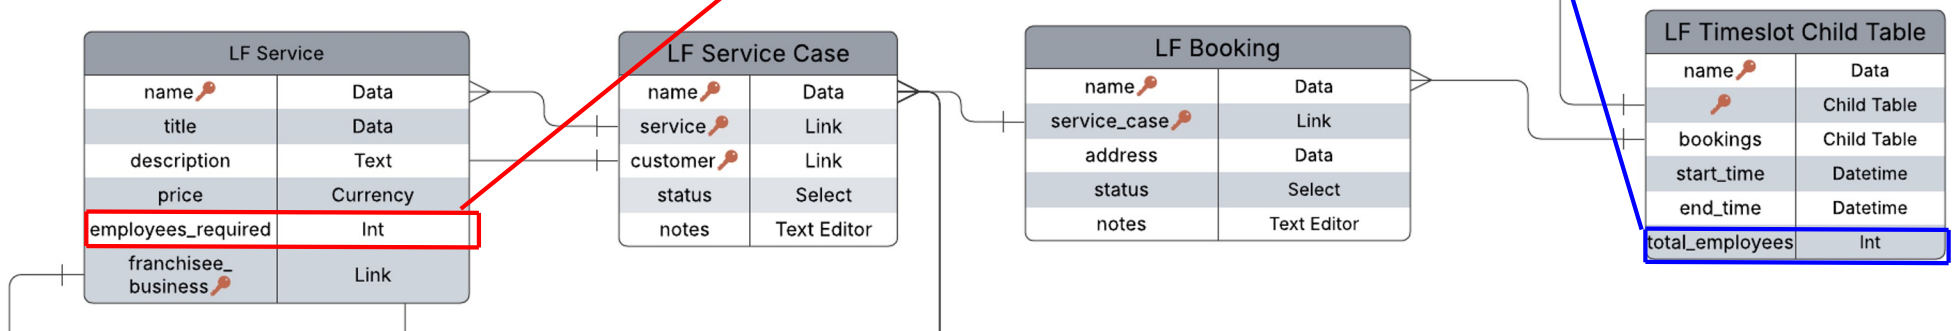 LF Service
name Data
title Data
description Text
price Currency
employees_required Int
franchisee_
business Link
LF Service Case
name Data
service Link
customer Link
status Select
notes Text Editor
LF Booking
name Data
service_case Link
address Data
status Select
notes Text Editor
LF Timeslot Child Table
name Data
Child Table
bookings Child Table
start_time Datetime
end_time Datetime
total_employees Int